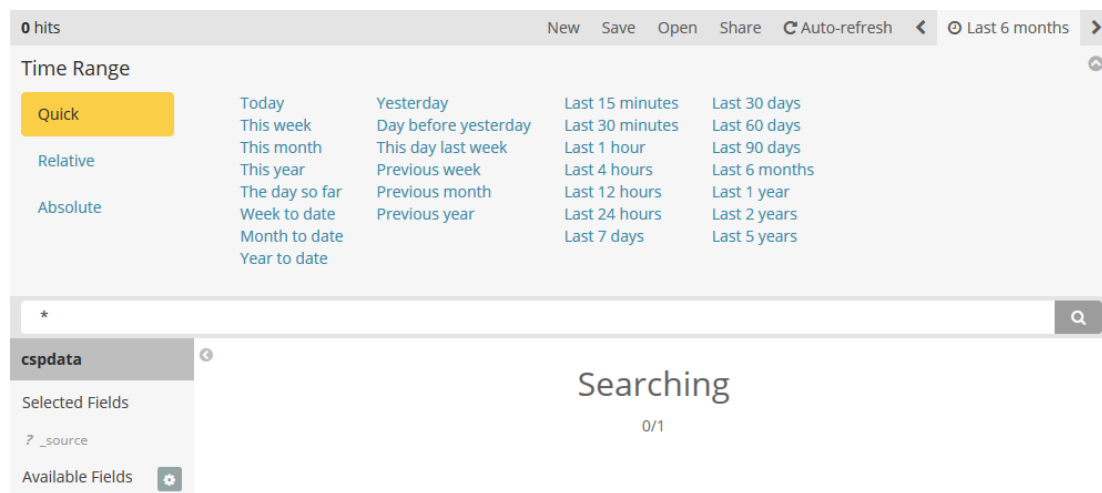 0 hits New Save Open Share Auto-refresh Last 6 months
Time Range
Quick
Relative
Absolute
Today
This week
This month
This year
The day so far
Week to date
Month to date
Year to date
Yesterday
Day before yesterday
This day last week
Previous week
Previous month
Previous year
Last 15 minutes
Last 30 minutes
Last 1 hour
Last 4 hours
Last 12 hours
Last 24 hours
Last 7 days
Last 30 days
Last 60 days
Last 90 days
Last 6 months
Last 1 year
Last 2 years
Last 5 years
*
cspdata
Selected Fields
? _source
Available Fields
Searching
0/1